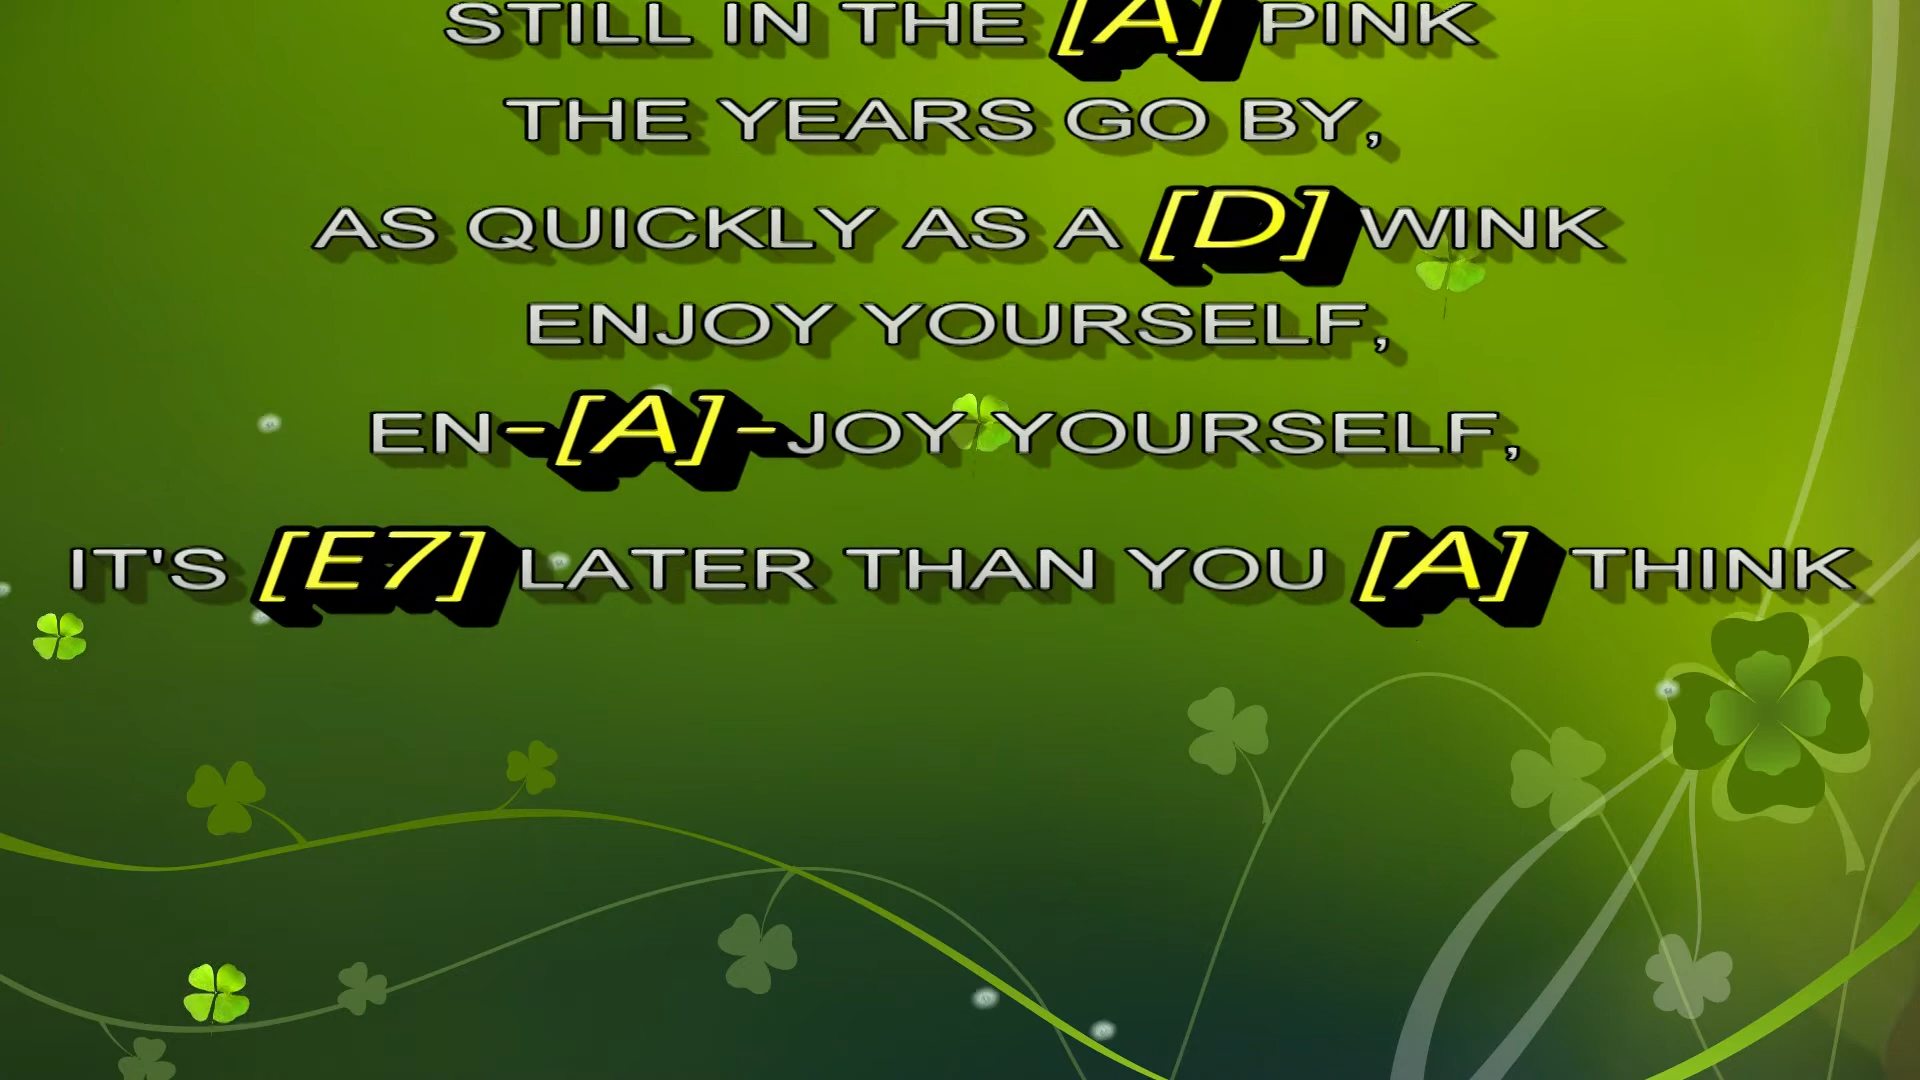 STILL IN THE [A] PINK
THE YEARS GO BY,
AS QUICKLY AS A [D] WINK
ENJOY YOURSELF,
EN-[A]-JOY YOURSELF,
IT'S [E7] LATER THAN YOU [A] THINK